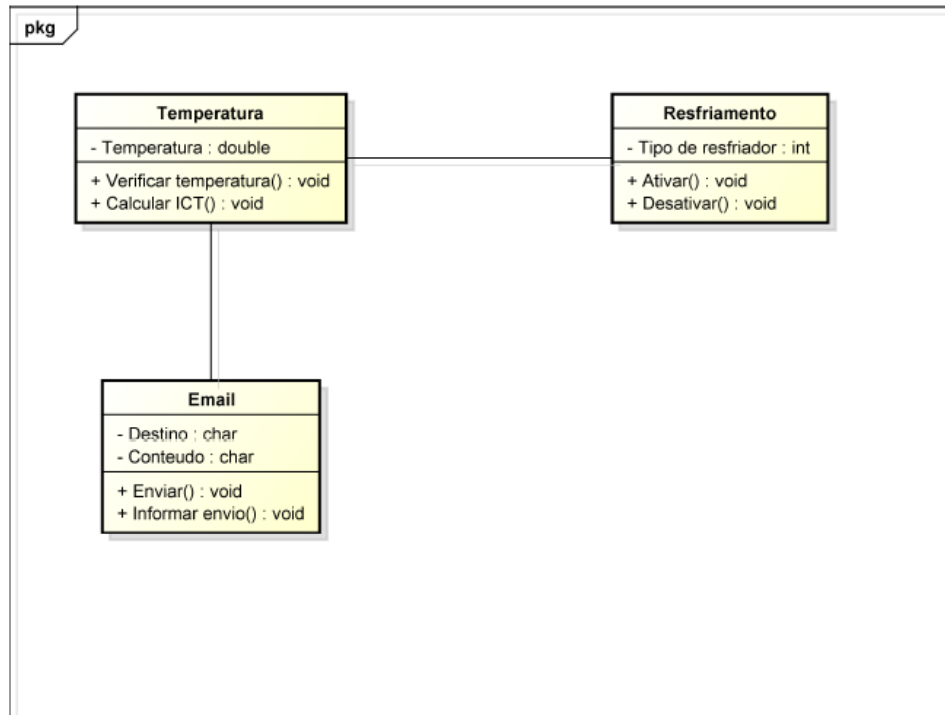 pkg
Temperatura
- Temperatura : double
+ Verificar temperatura() : void
+ Calcular ICT() : void
Resfriamento
- Tipo de resfriador : int
+ Ativar() : void
+ Desativar() : void
Email
- Destino : char
- Conteudo : char
+ Enviar() : void
+ Informar envio() : void